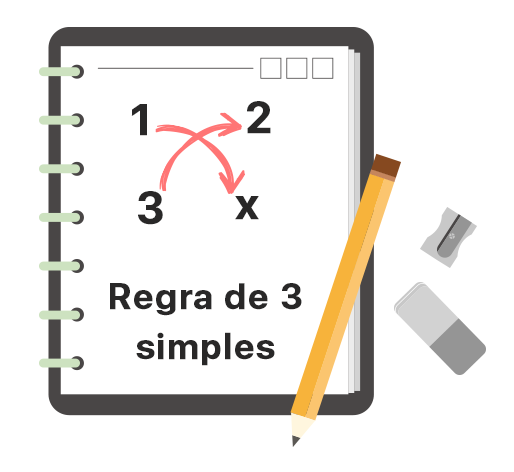 1 2
3 x
Regra de 3
simples